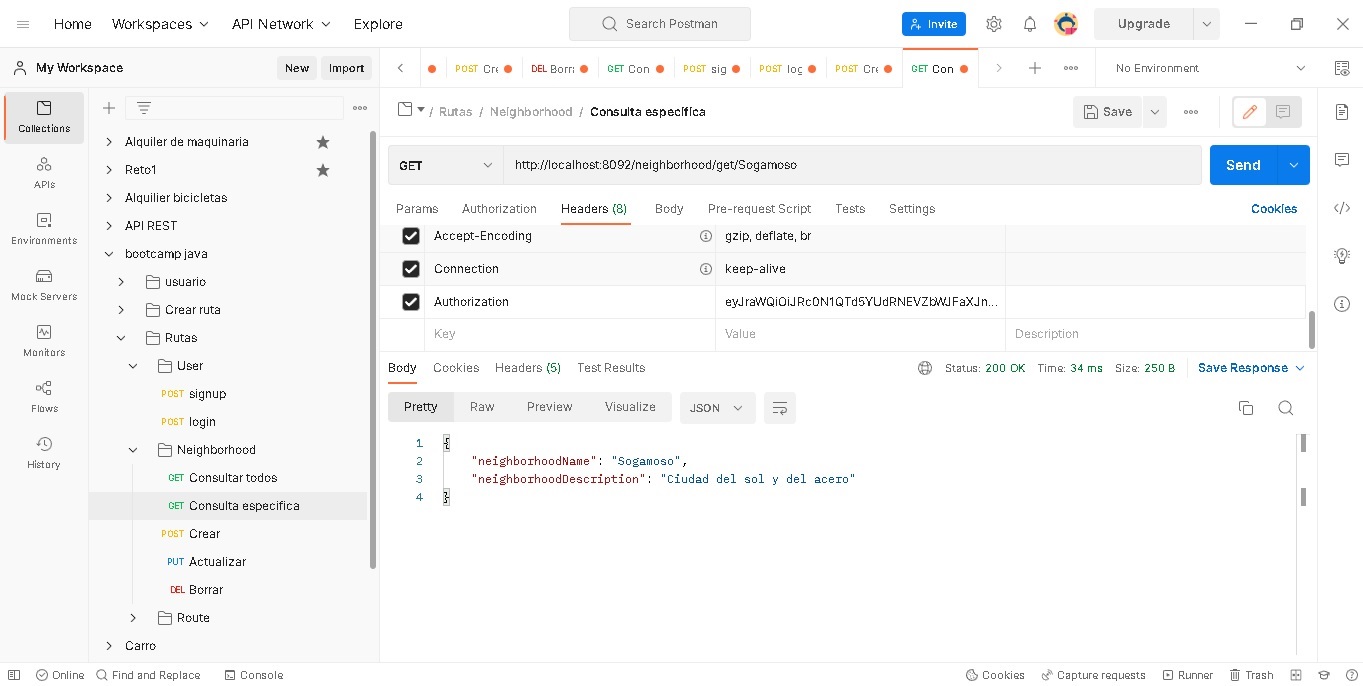 Home Workspaces API Network Explore Search Postman Invite Upgrade
My Workspace New Import
POST Cre DEL Borra GET Con POST sig POST log POST Cre GET Con No Environment
Collections
APIs
Environments
Mock Servers
Monitors
Flows
History
Alquiler de maquinaria
Reto1
Alquilier bicicletas
API REST
bootcamp java
usuario
Crear ruta
Rutas
User
POST signup
POST login
Neighborhood
GET Consultar todos
GET Consulta especifica
POST Crear
PUT Actualizar
DEL Borrar
Route
Carro
/ Rutas / Neighborhood / Consulta especifica Save
GET http://localhost:8092/neighborhood/get/Sogamoso Send
Params Authorization Headers (8) Body Pre-request Script Tests Settings Cookies
Accept-Encoding gzip, deflate, br
Connection keep-alive
Authorization
Key Value Description
Body Cookies Headers (5) Test Results Status: 200 OK Time: 34 ms Size: 250 B Save Response
Pretty Raw Preview Visualize JSON
1 {
2 "neighborhoodName": "Sogamoso",
3 "neighborhoodDescription": "Ciudad del sol y del acero"
4 }
Online Find and Replace Console Cookies Capture requests Runner Trash